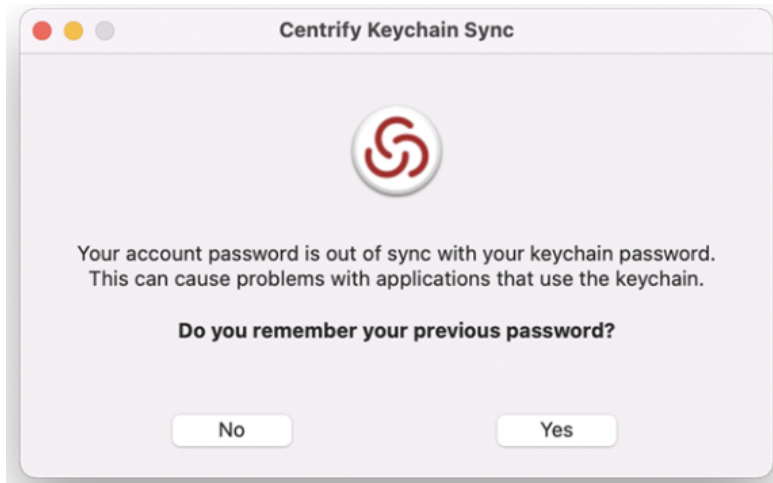 Centrify Keychain Sync
Your account password is out of sync with your keychain password.
This can cause problems with applications that use the keychain.
Do you remember your previous password?
No
Yes